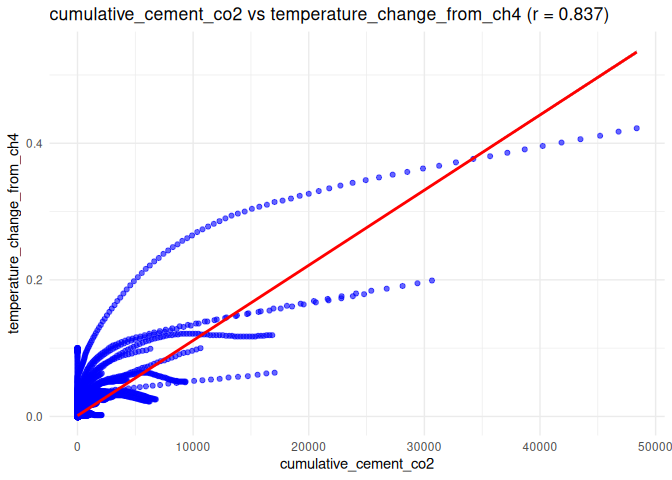 cumulative_cement_co2 vs temperature_change_from_ch4 (r = 0.837)
temperature_change_from_ch4
0.4
0.2
0.0
0 10000 20000 30000 40000 50000
cumulative_cement_co2